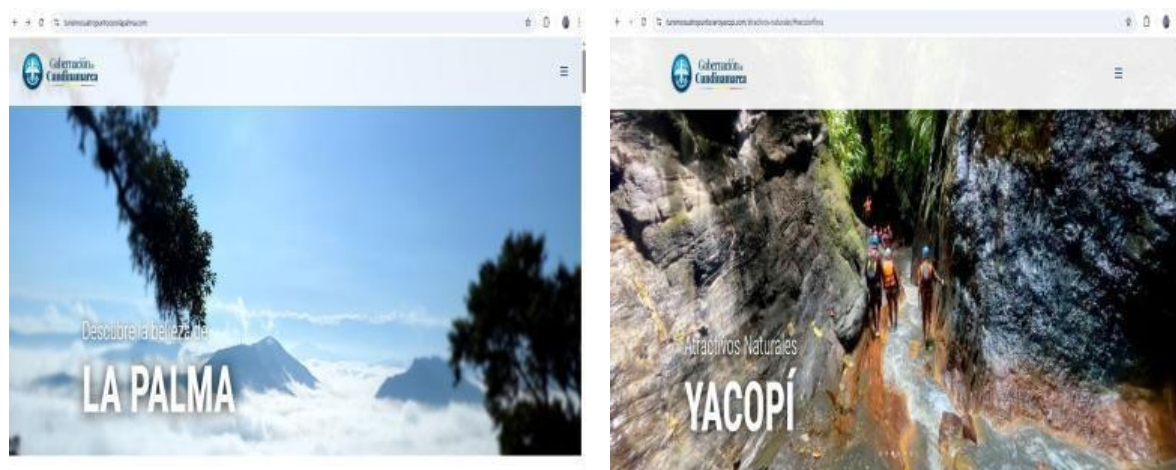 Gobernación de
Cundinamarca
Descubre la belleza de
LA PALMA
Gobernación de
Cundinamarca
Atractivos Naturales
YACOPÍ